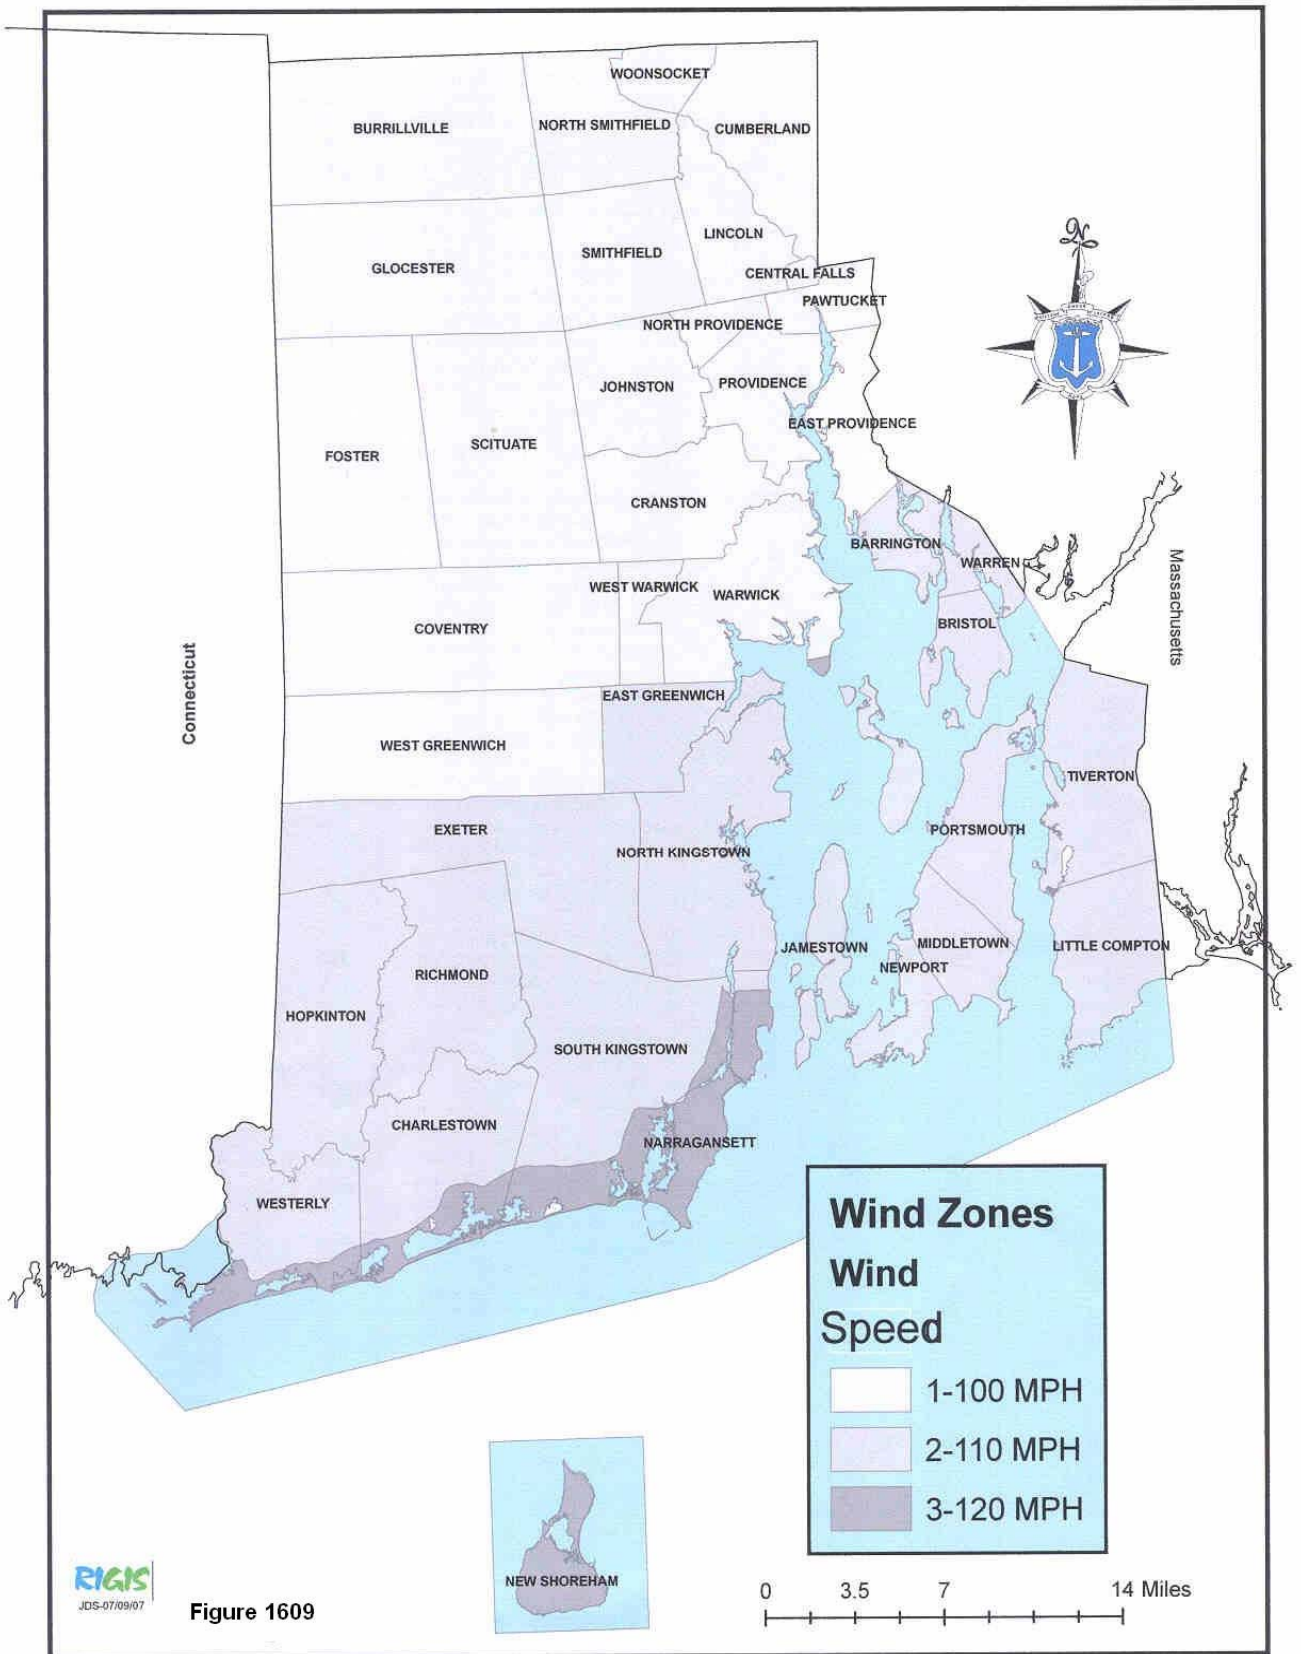 WOONSOCKET
BURRILLVILLE
NORTH SMITHFIELD
CUMBERLAND
LINCOLN
SMITHFIELD
GLOCESTER
CENTRAL FALLS
PAWTUCKET
NORTH PROVIDENCE
JOHNSTON
PROVIDENCE
EAST PROVIDENCE
SCITUATE
FOSTER
CRANSTON
BARRINGTON
WARREN
WEST WARWICK
WARWICK
COVENTRY
BRISTOL
Massachusetts
Connecticut
EAST GREENWICH
WEST GREENWICH
TIVERTON
EXETER
PORTSMOUTH
NORTH KINGSTOWN
JAMESTOWN
MIDDLETOWN
LITTLE COMPTON
NEWPORT
RICHMOND
HOPKINTON
SOUTH KINGSTOWN
CHARLESTOWN
NARRAGANSETT
WESTERLY
N
Wind Zones
Wind
Speed
1-100 MPH
2-110 MPH
3-120 MPH
NEW SHOREHAM
RIGIS
JDS-07/09/07
Figure 1609
0 3.5 7 14 Miles